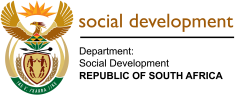 social development
Department:
Social Development
REPUBLIC OF SOUTH AFRICA